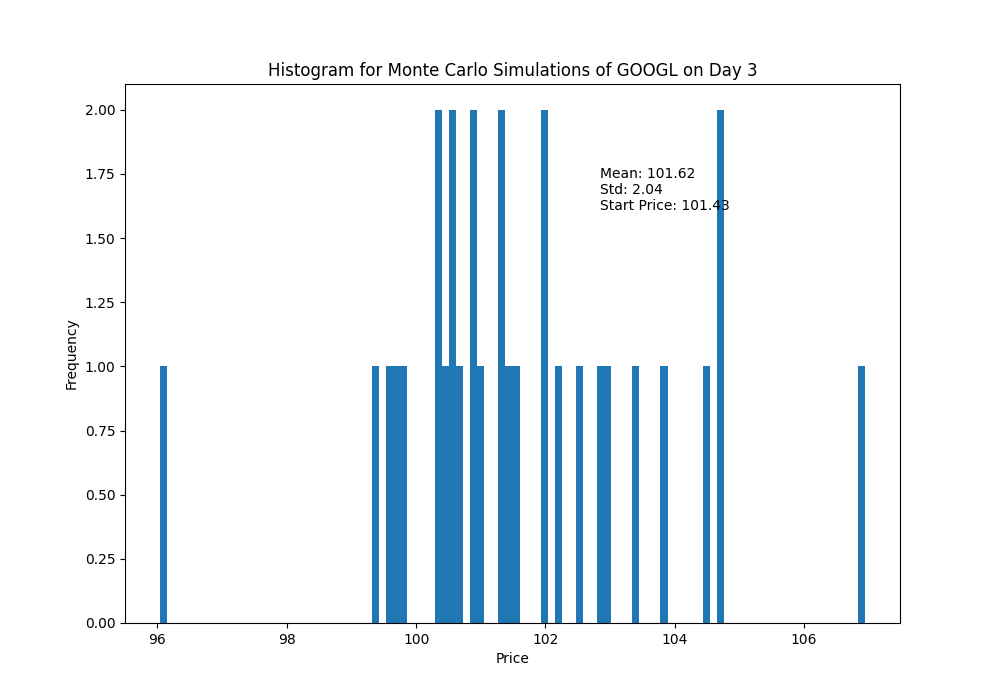 Histogram for Monte Carlo Simulations of GOOGL on Day 3
2.00
1.75
1.50
1.25
1.00
0.75
0.50
0.25
0.00
Frequency
Mean: 101.62
Std: 2.04
Start Price: 101.43
96 98 100 102 104 106
Price